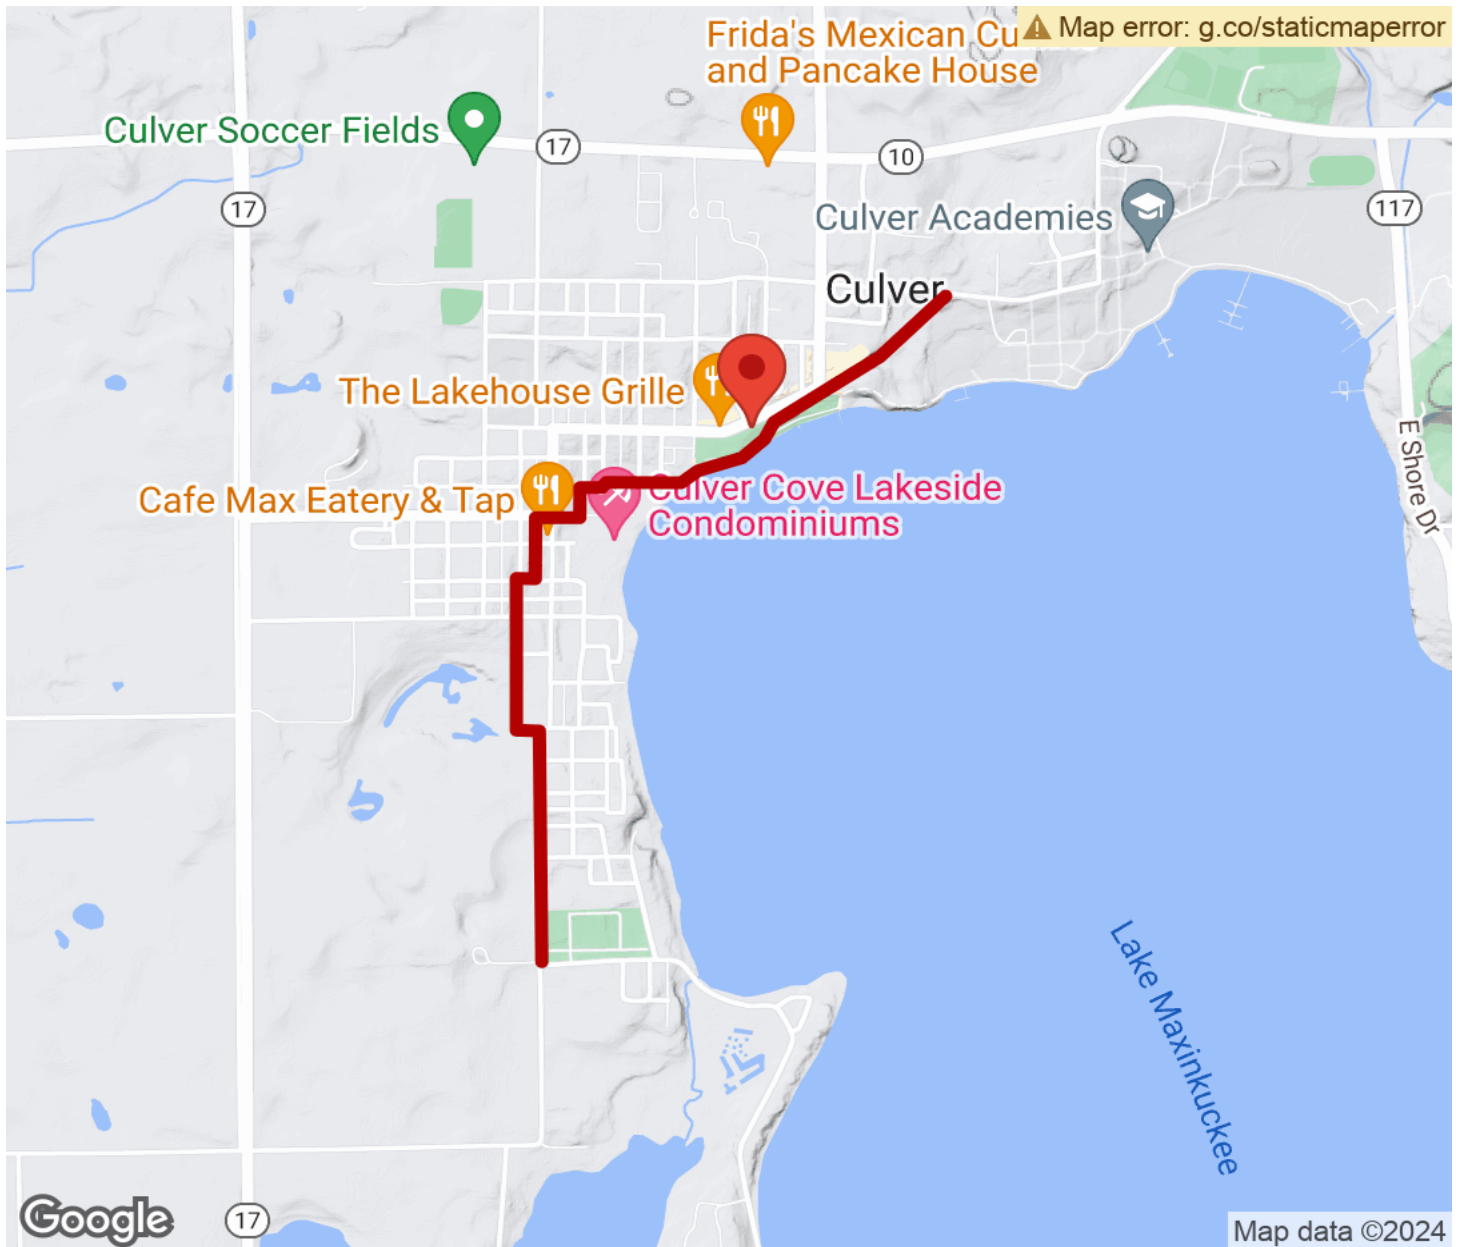 Frida's Mexican Cu
and Pancake House
Map error: g.co/staticmaperror
Culver Soccer Fields
17
10
17
117
Culver Academies
Culver
The Lakehouse Grille
E Shore Dr
Cafe Max Eatery & Tap
Culver Cove Lakeside
Condominiums
Lake Maxinkuckee
Google
17
Map data ©2024